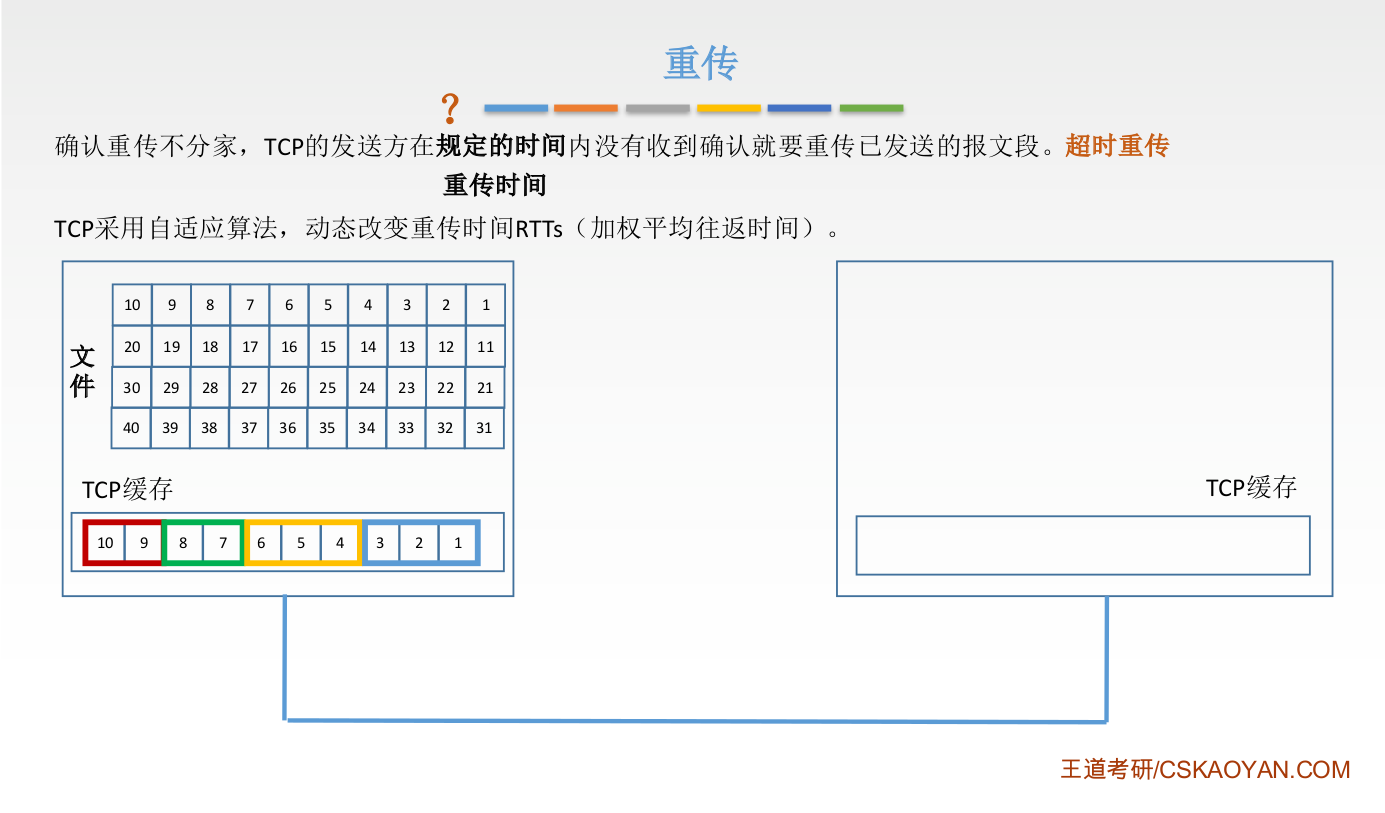 重传
?
确认重传不分家，TCP的发送方在规定的时间内没有收到确认就要重传已发送的报文段。超时重传
重传时间
TCP采用自适应算法，动态改变重传时间RTTs（加权平均往返时间）。
10 9 8 7 6 5 4 3 2 1
20 19 18 17 16 15 14 13 12 11
文件
30 29 28 27 26 25 24 23 22 21
40 39 38 37 36 35 34 33 32 31
TCP缓存
10 9 8 7 6 5 4 3 2 1
TCP缓存
王道考研/CSKAOYAN.COM